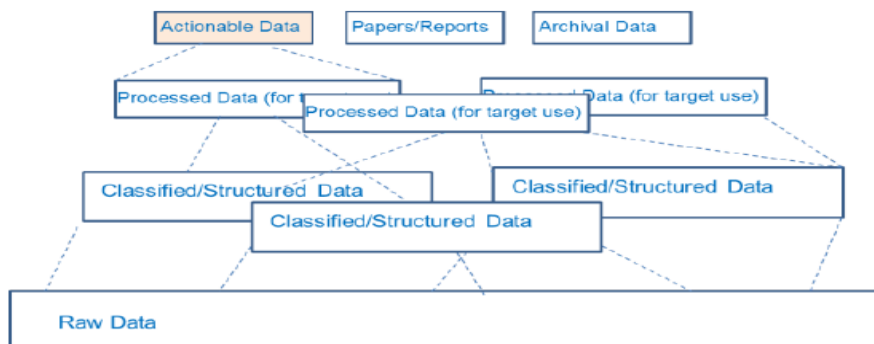 Actionable Data
Papers/Reports
Archival Data
Processed Data (for t
Processed Data (for target use)
Data (for target use)
Classified/Structured Data
Classified/Structured Data
Classified/Structured Data
Raw Data